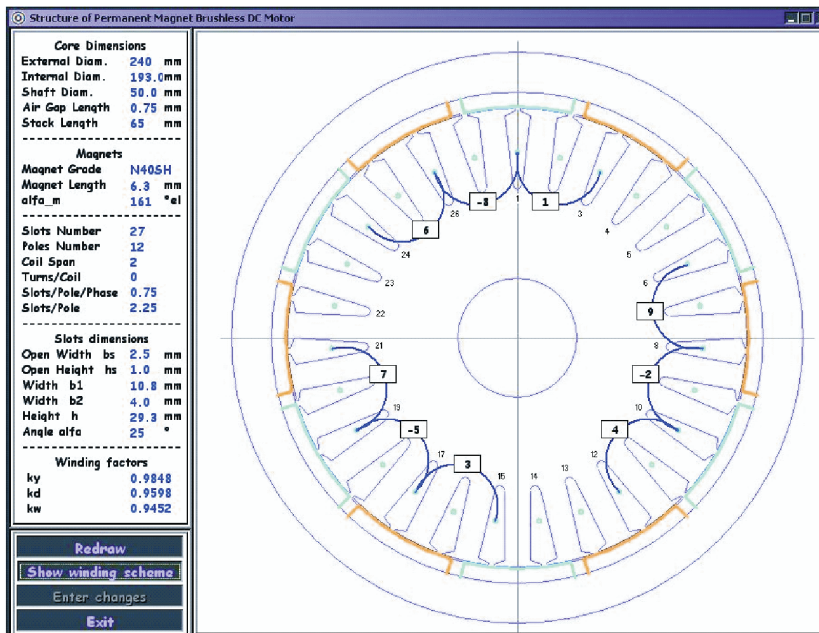 Structure of Permanent Magnet Brushless DC Motor
Core Dimensions
External Diam. 240 mm
Internal Diam. 193.0mm
Shaft Diam. 50.0 mm
Air Gap Length 0.75 mm
Stack Length 65 mm
Magnets
Magnet Grade N40SH
Magnet Length 6.3 mm
alfa_m 161 °el
Slots Number 27
Poles Number 12
Coil Span 2
Turns/Coil 0
Slots/Pole/Phase 0.75
Slots/Pole 2.25
Slots dimensions
Open Width bs 2.5 mm
Open Height hs 1.0 mm
Width b1 10.8 mm
Width b2 4.0 mm
Height h 29.3 mm
Angle alfa 25 °
Winding factors
ky 0.9848
kd 0.9598
kw 0.9452
Redraw
Show winding scheme
Enter changes
Exit
-8 1
26 1 3
6 4
24 5
23 6
22 9
21 8
7 -2
19 10
-5 4
17 3 12
15 14 13